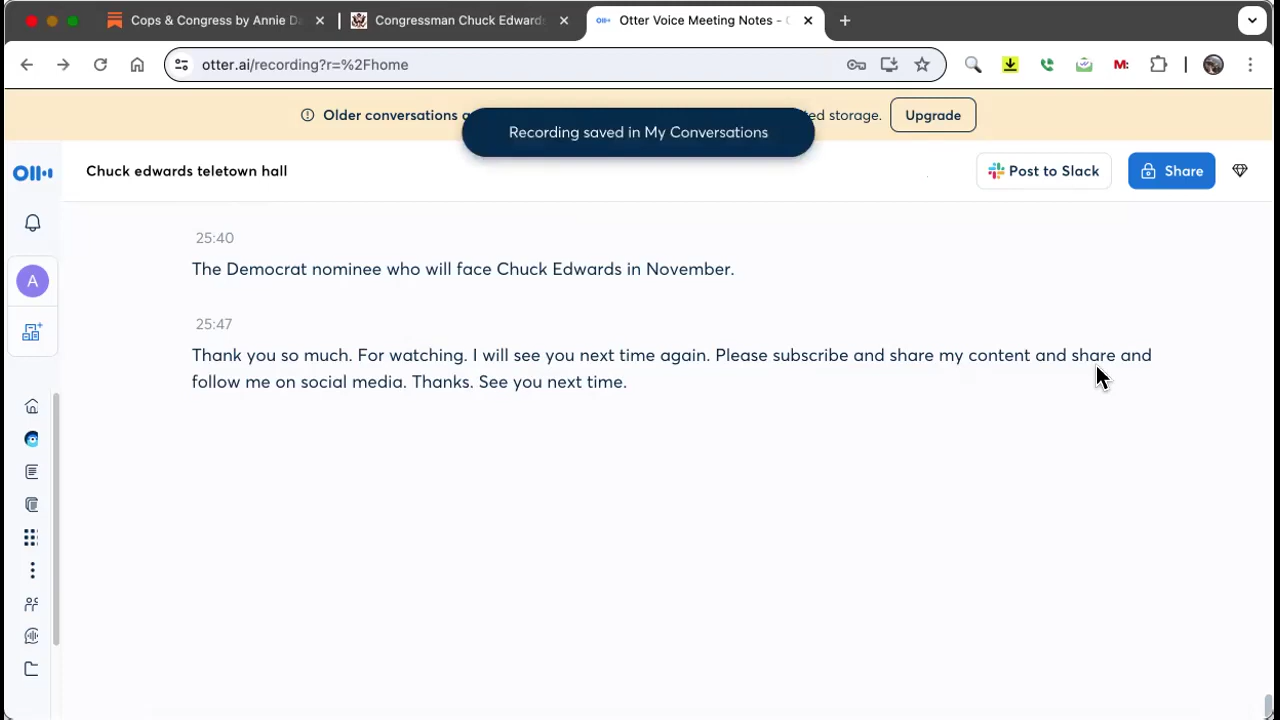 Cops & Congress by Annie Da
Congressman Chuck Edwards
Otter Voice Meeting Notes -
otter.ai/recording?r=%2Fhome
M:
Older conversations a
ted storage.
Upgrade
Recording saved in My Conversations
Chuck edwards teletown hall
Post to Slack
Share
A
25:40
The Democrat nominee who will face Chuck Edwards in November.
25:47
Thank you so much. For watching. I will see you next time again. Please subscribe and share my content and share and
follow me on social media. Thanks. See you next time.